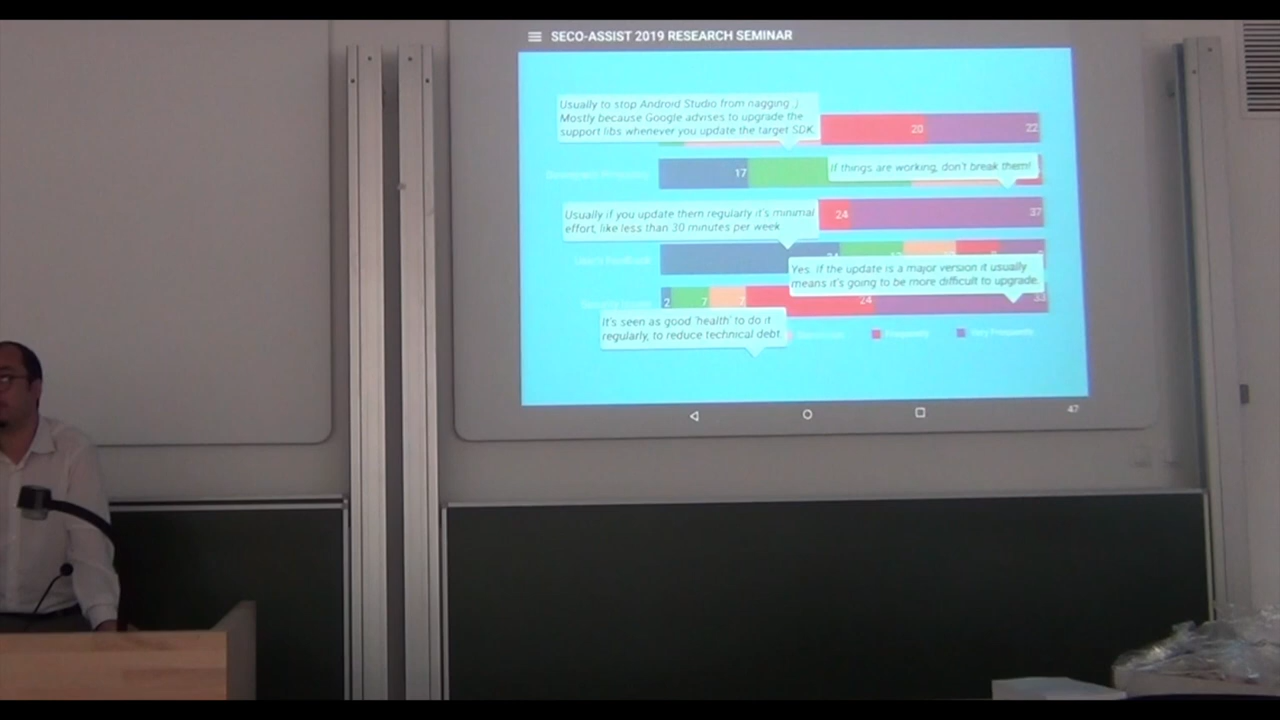 SECO-ASSIST 2019 RESEARCH SEMINAR
Usually to stop Android Studio from nagging ;)
Mostly because Google advises to upgrade the
support libs whenever you update the target SDK.
20
22
17
If things are working, don't break them!
Usually if you update them regularly it's minimal
effort, like less than 30 minutes per week
24
37
Yes. If the update is a major version it usually
means it's going to be more difficult to upgrade.
2
7
7
24
33
It's seen as good 'health' to do it
regularly, to reduce technical debt.
Frequently
Very Frequently
47